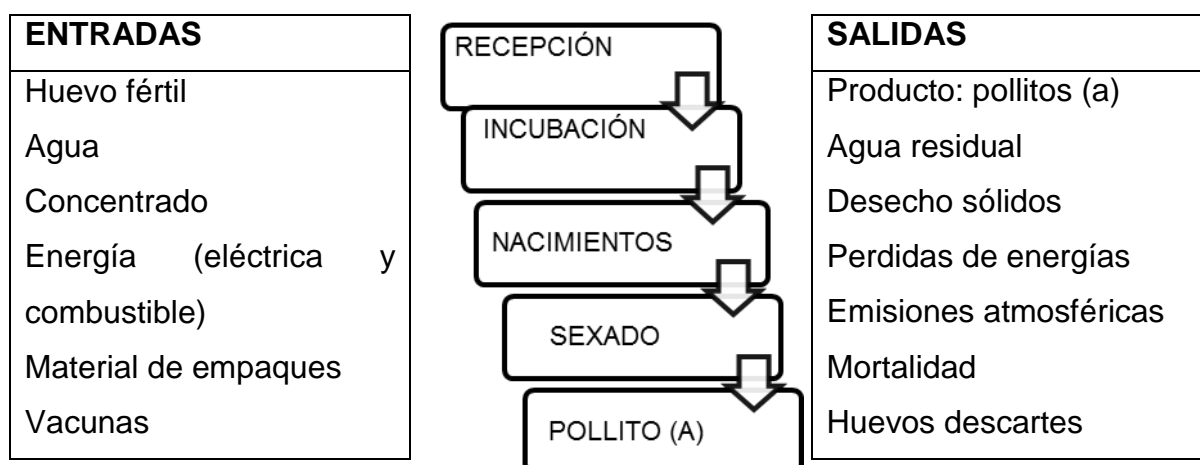 ENTRADAS
Huevo fértil
Agua
Concentrado
Energía (eléctrica y
combustible)
Material de empaques
Vacunas
RECEPCIÓN
INCUBACIÓN
NACIMIENTOS
SEXADO
POLLITO (A)
SALIDAS
Producto: pollitos (a)
Agua residual
Desecho sólidos
Perdidas de energías
Emisiones atmosféricas
Mortalidad
Huevos descartes